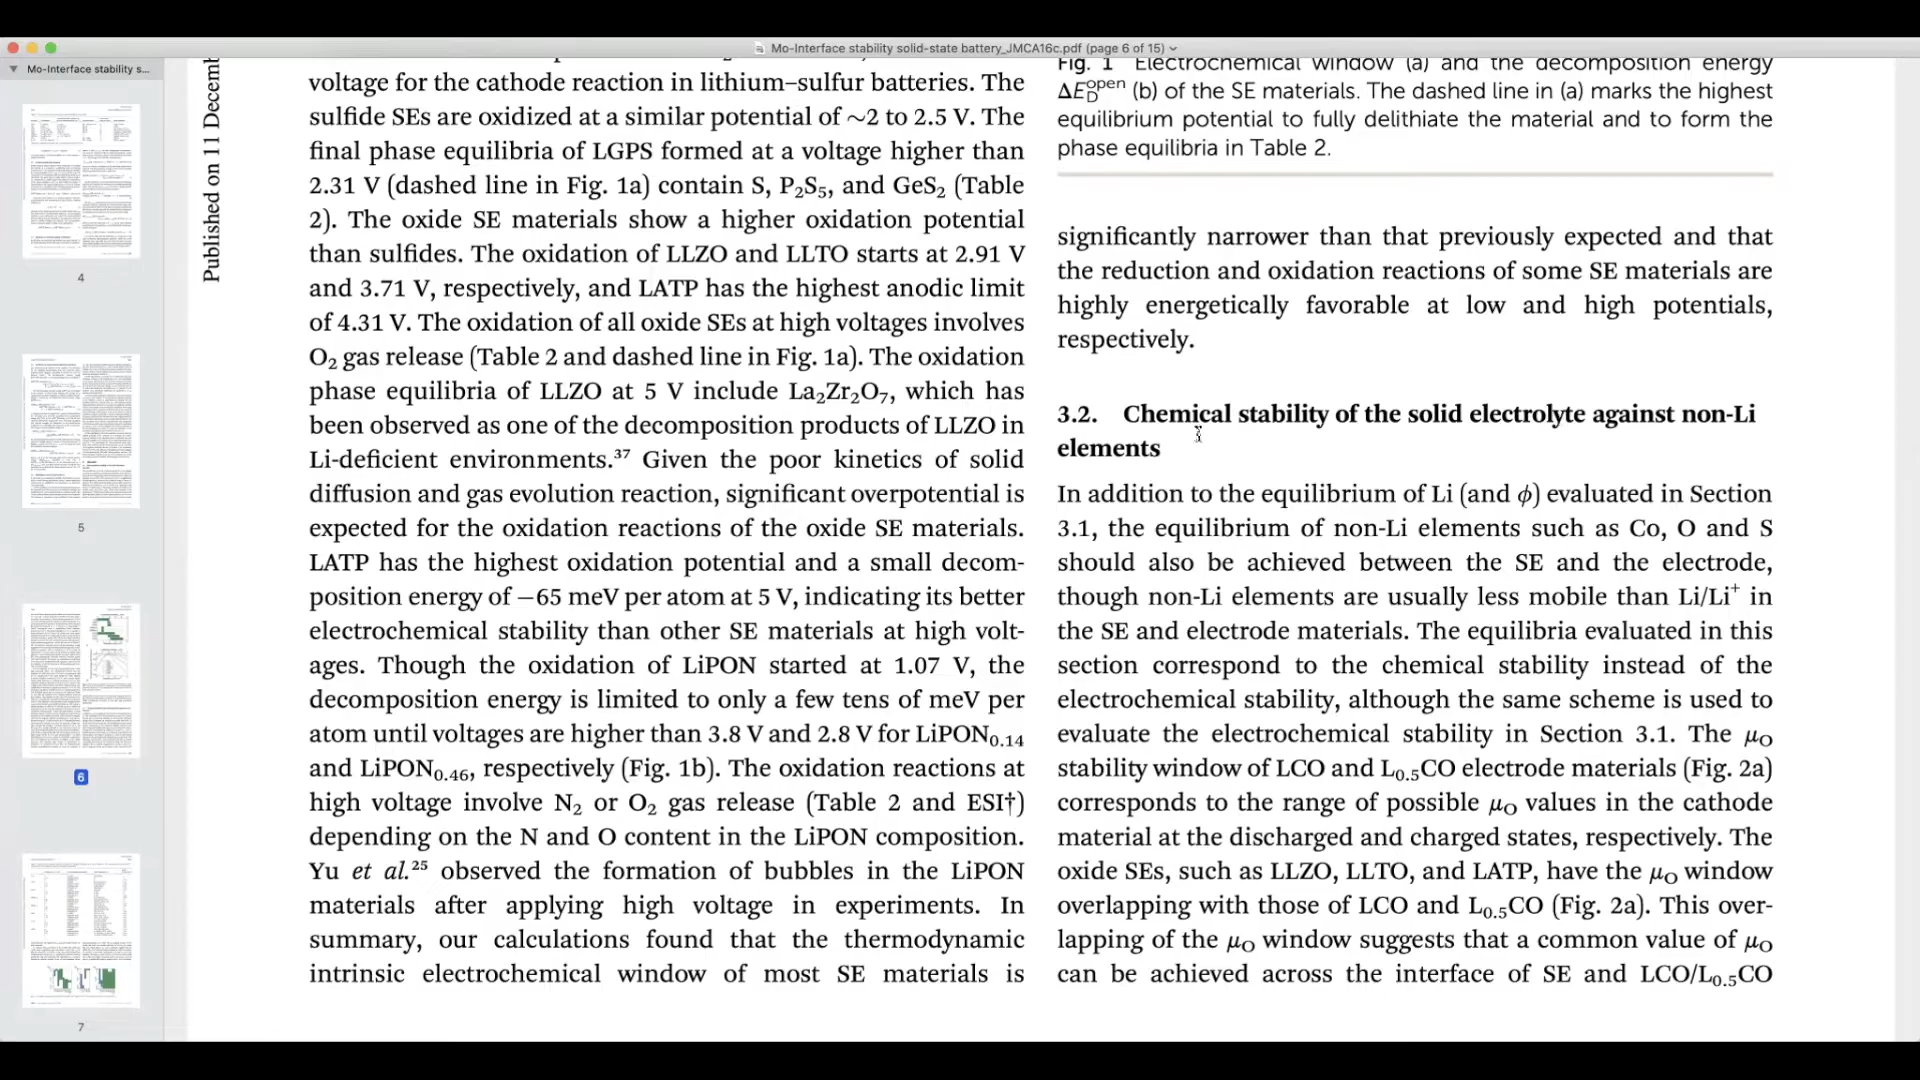 Mo-Interface stability solid-state battery_JMCA16c.pdf (page 6 of 15)
Mo-Interface stability s...
4
5
6
7
Published on 11 Decemb
voltage for the cathode reaction in lithium–sulfur batteries. The
sulfide SEs are oxidized at a similar potential of ~2 to 2.5 V. The
final phase equilibria of LGPS formed at a voltage higher than
2.31 V (dashed line in Fig. 1a) contain S, P₂S₅, and GeS₂ (Table
2). The oxide SE materials show a higher oxidation potential
than sulfides. The oxidation of LLZO and LLTO starts at 2.91 V
and 3.71 V, respectively, and LATP has the highest anodic limit
of 4.31 V. The oxidation of all oxide SEs at high voltages involves
O₂ gas release (Table 2 and dashed line in Fig. 1a). The oxidation
phase equilibria of LLZO at 5 V include La₂Zr₂O₇, which has
been observed as one of the decomposition products of LLZO in
Li-deficient environments.³⁷ Given the poor kinetics of solid
diffusion and gas evolution reaction, significant overpotential is
expected for the oxidation reactions of the oxide SE materials.
LATP has the highest oxidation potential and a small decom-
position energy of −65 meV per atom at 5 V, indicating its better
electrochemical stability than other SE materials at high volt-
ages. Though the oxidation of LiPON started at 1.07 V, the
decomposition energy is limited to only a few tens of meV per
atom until voltages are higher than 3.8 V and 2.8 V for LiPON₀.₁₄
and LiPON₀.₄₆, respectively (Fig. 1b). The oxidation reactions at
high voltage involve N₂ or O₂ gas release (Table 2 and ESI†)
depending on the N and O content in the LiPON composition.
Yu et al.²⁵ observed the formation of bubbles in the LiPON
materials after applying high voltage in experiments. In
summary, our calculations found that the thermodynamic
intrinsic electrochemical window of most SE materials is
Fig. 1 Electrochemical window (a) and the decomposition energy
ΔE_D^open (b) of the SE materials. The dashed line in (a) marks the highest
equilibrium potential to fully delithiate the material and to form the
phase equilibria in Table 2.
significantly narrower than that previously expected and that
the reduction and oxidation reactions of some SE materials are
highly energetically favorable at low and high potentials,
respectively.
3.2. Chemical stability of the solid electrolyte against non-Li
elements
In addition to the equilibrium of Li (and ϕ) evaluated in Section
3.1, the equilibrium of non-Li elements such as Co, O and S
should also be achieved between the SE and the electrode,
though non-Li elements are usually less mobile than Li/Li⁺ in
the SE and electrode materials. The equilibria evaluated in this
section correspond to the chemical stability instead of the
electrochemical stability, although the same scheme is used to
evaluate the electrochemical stability in Section 3.1. The μ_O
stability window of LCO and L₀.₅CO electrode materials (Fig. 2a)
corresponds to the range of possible μ_O values in the cathode
material at the discharged and charged states, respectively. The
oxide SEs, such as LLZO, LLTO, and LATP, have the μ_O window
overlapping with those of LCO and L₀.₅CO (Fig. 2a). This over-
lapping of the μ_O window suggests that a common value of μ_O
can be achieved across the interface of SE and LCO/L₀.₅CO